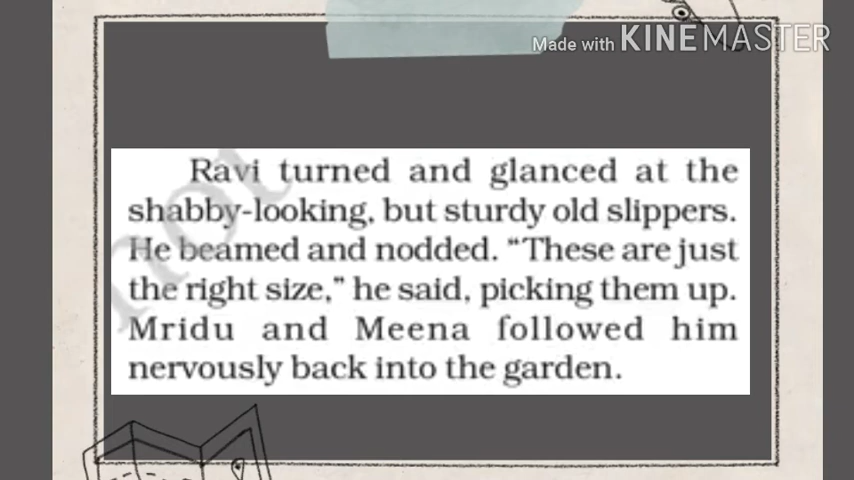 Made with KINEMASTER
Ravi turned and glanced at the
shabby-looking, but sturdy old slippers.
He beamed and nodded. “These are just
the right size,” he said, picking them up.
Mridu and Meena followed him
nervously back into the garden.
not